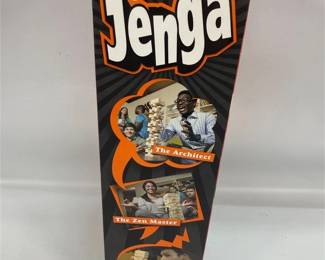 Jenga
The Architect
The Zen Master